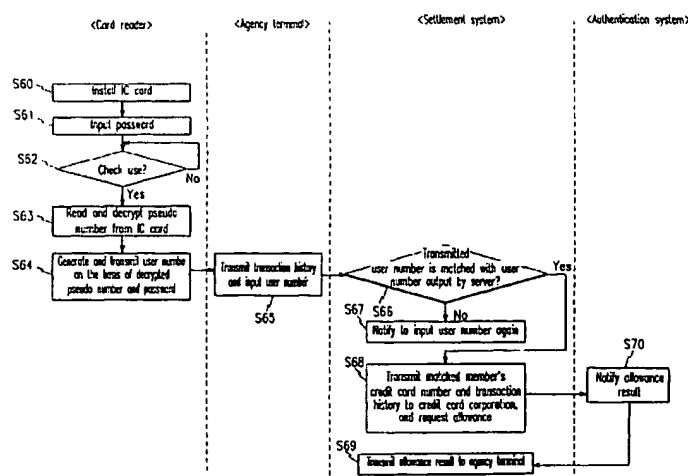 <Card reader>
<Agency terminal>
<Settlement system>
<Authentication system>
S60
Install IC card
S61
Input password
S62
Check use?
No
Yes
S63
Read and decrypt pseudo
number from IC card
S64
Generate and transmit user numbe
on the basis of decrypted
pseudo number and password
Transmit transaction history
and input user number
S65
Transmitted
user number is matched with user
number output by server?
Yes
S66
No
S67
Notify to input user number again
S68
Transmit matched member's
credit card number and transaction
history to credit card corporation,
and request allowance
S70
Notify allowance
result
S69
Transmit allowance result to agency terminal